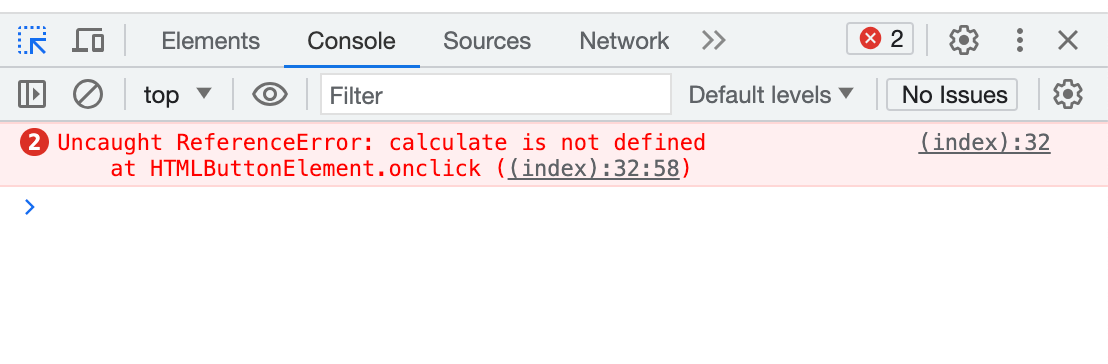 Elements Console Sources Network 2
top Filter Default levels No Issues
2 Uncaught ReferenceError: calculate is not defined (index):32
at HTMLButtonElement.onclick ((index):32:58)